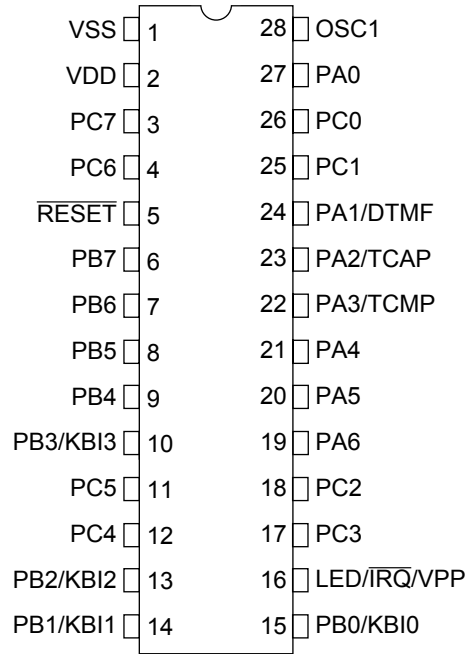 VSS 1 28 OSC1
VDD 2 27 PA0
PC7 3 26 PC0
PC6 4 25 PC1
RESET 5 24 PA1/DTMF
PB7 6 23 PA2/TCAP
PB6 7 22 PA3/TCMP
PB5 8 21 PA4
PB4 9 20 PA5
PB3/KBI3 10 19 PA6
PC5 11 18 PC2
PC4 12 17 PC3
PB2/KBI2 13 16 LED/IRQ/VPP
PB1/KBI1 14 15 PB0/KBI0